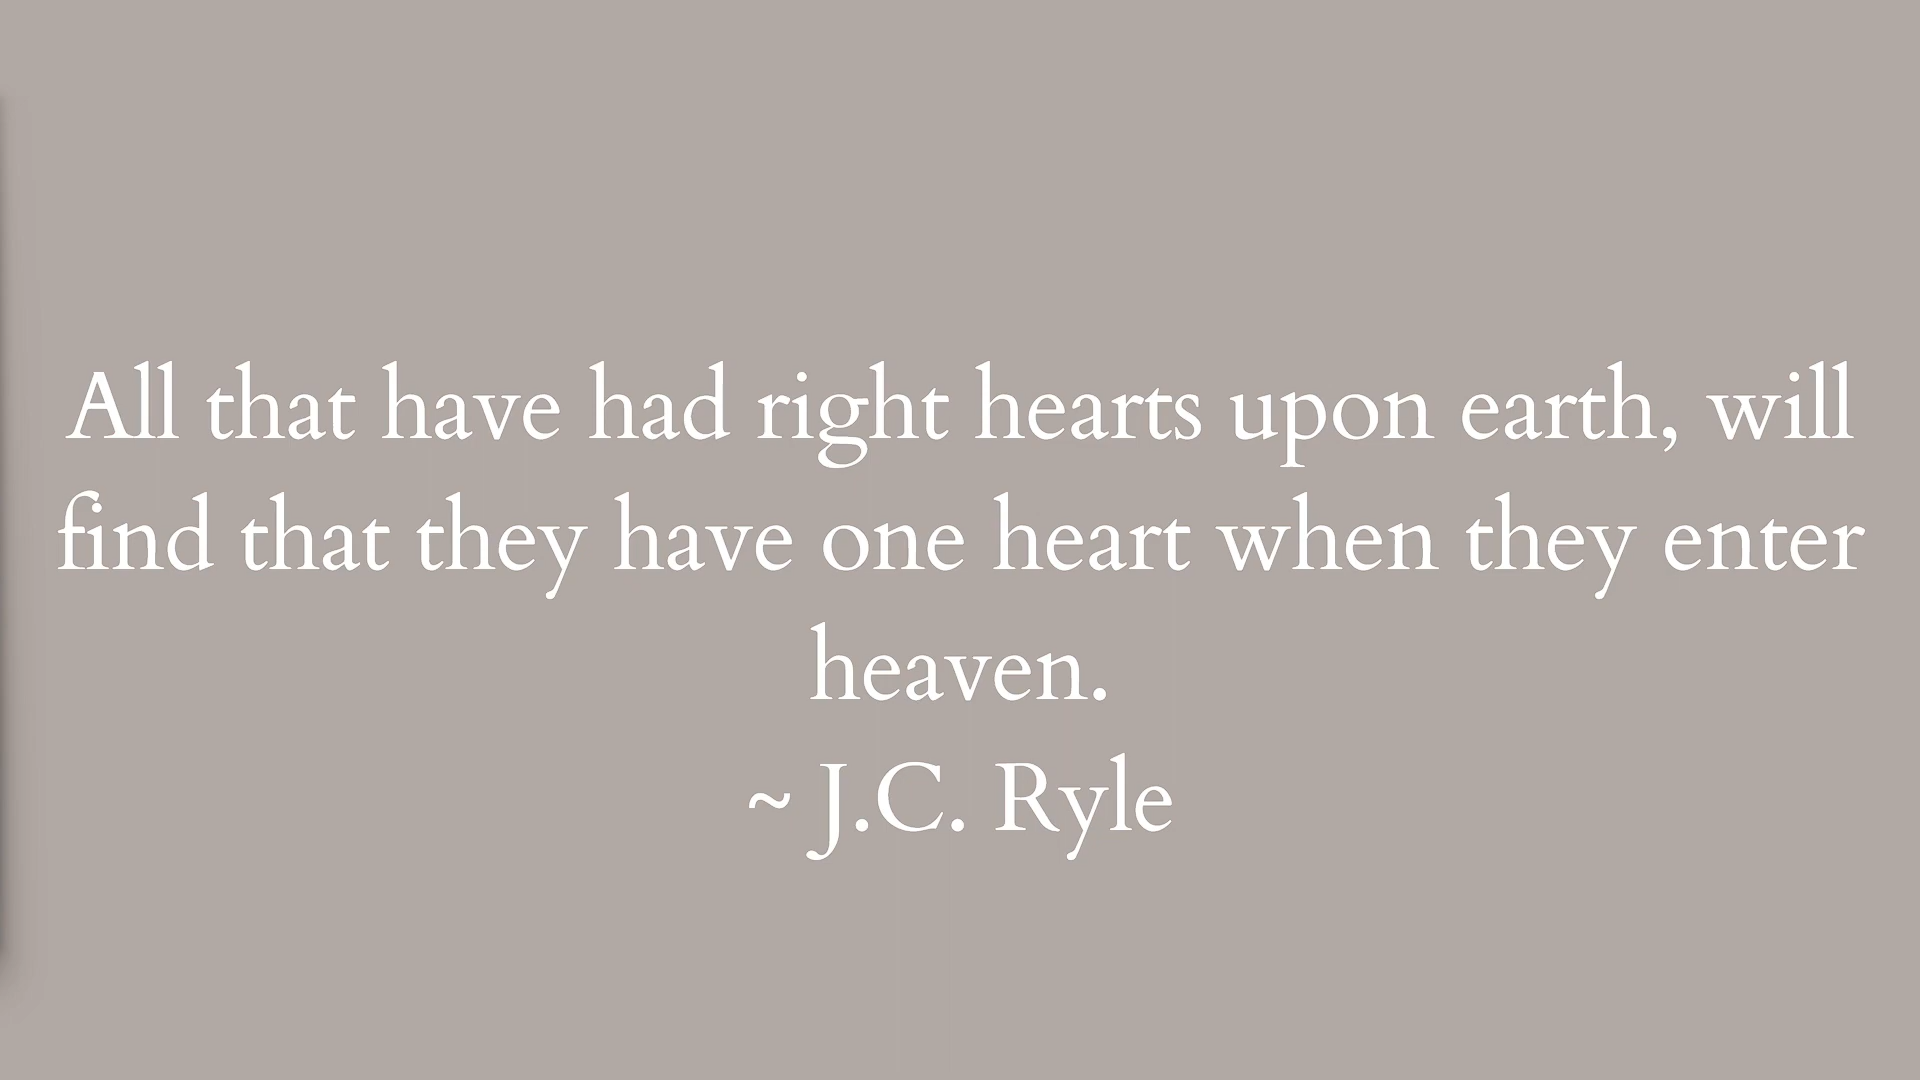 All that have had right hearts upon earth, will
find that they have one heart when they enter
heaven.
~ J.C. Ryle